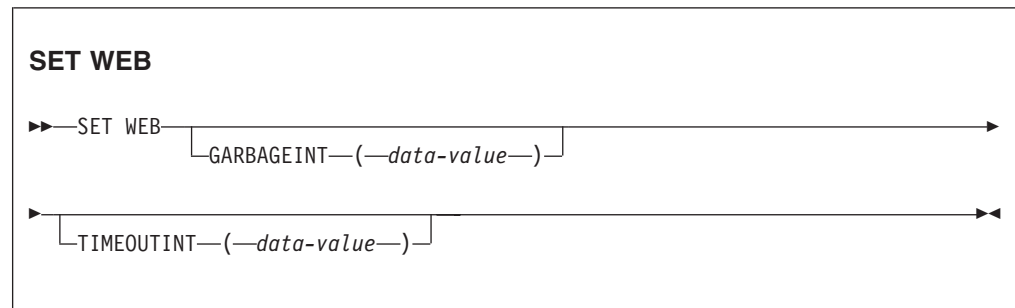 SET WEB
SET WEB
GARBAGEINT ( data-value )
TIMEOUTINT ( data-value )